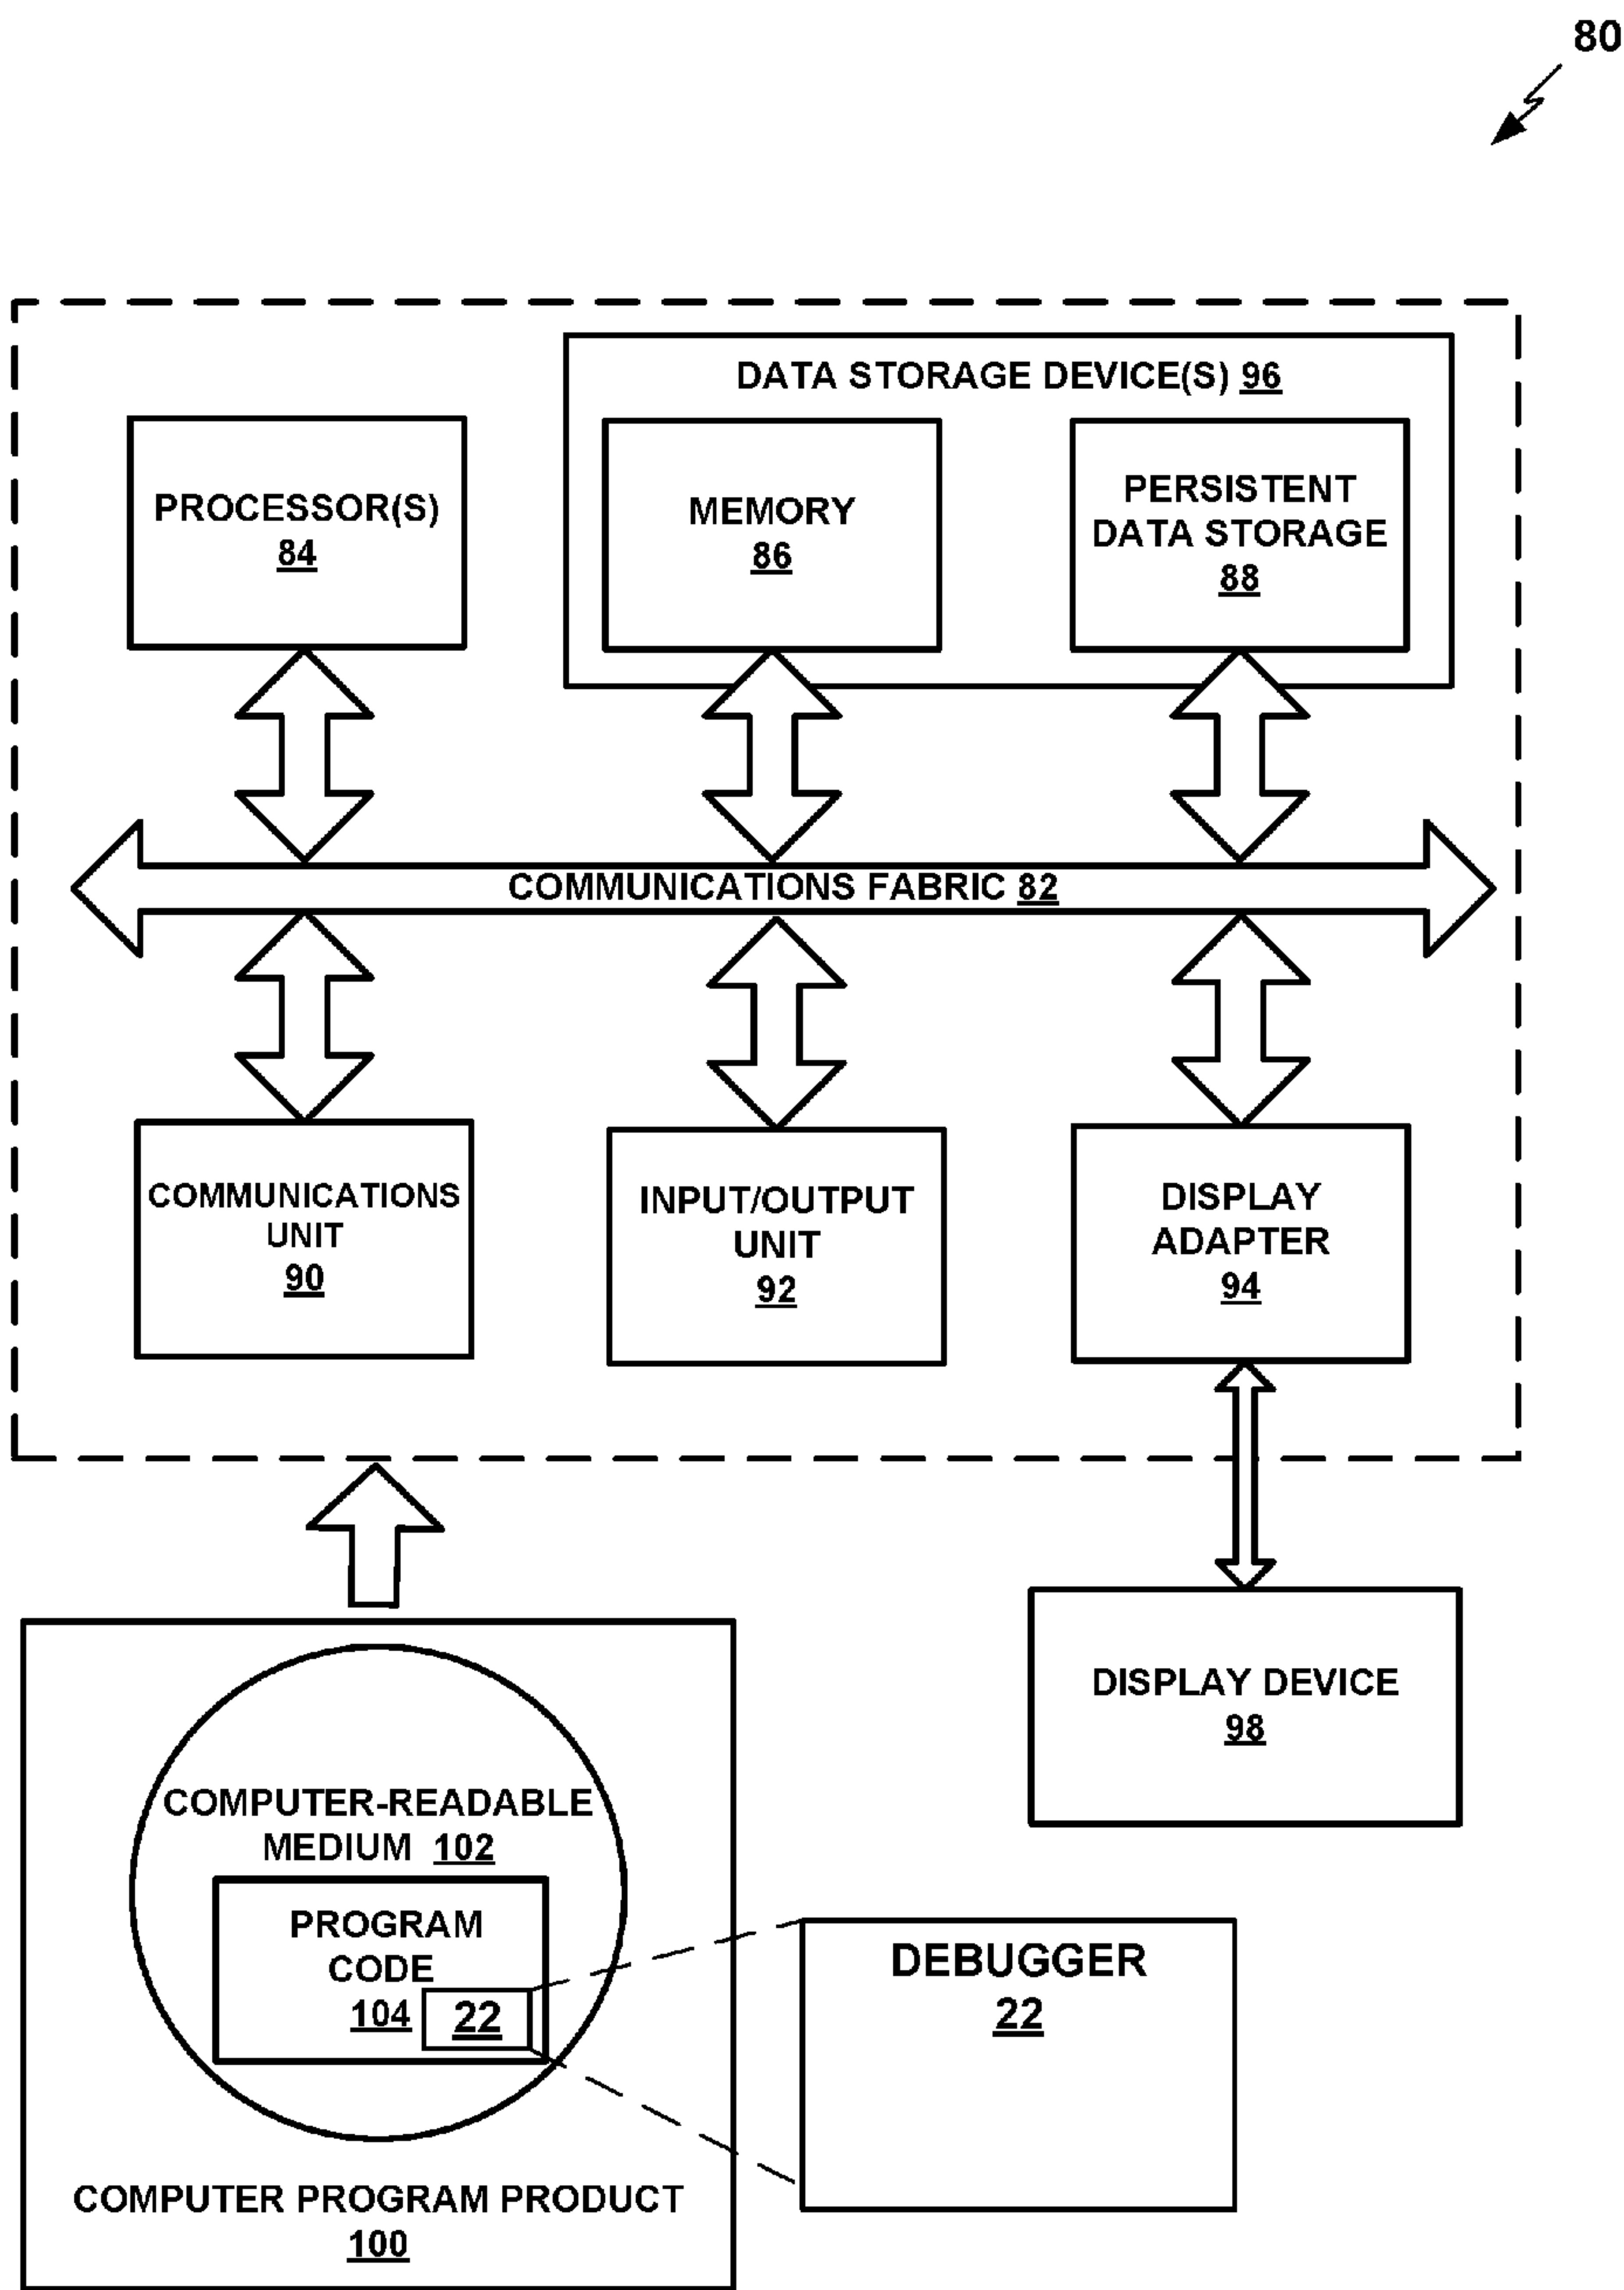 80
DATA STORAGE DEVICE(S) 96
PROCESSOR(S)
84
MEMORY
86
PERSISTENT
DATA STORAGE
88
COMMUNICATIONS FABRIC 82
COMMUNICATIONS
UNIT
90
INPUT/OUTPUT
UNIT
92
DISPLAY
ADAPTER
94
DISPLAY DEVICE
98
COMPUTER-READABLE
MEDIUM 102
PROGRAM
CODE
104
22
DEBUGGER
22
COMPUTER PROGRAM PRODUCT
100